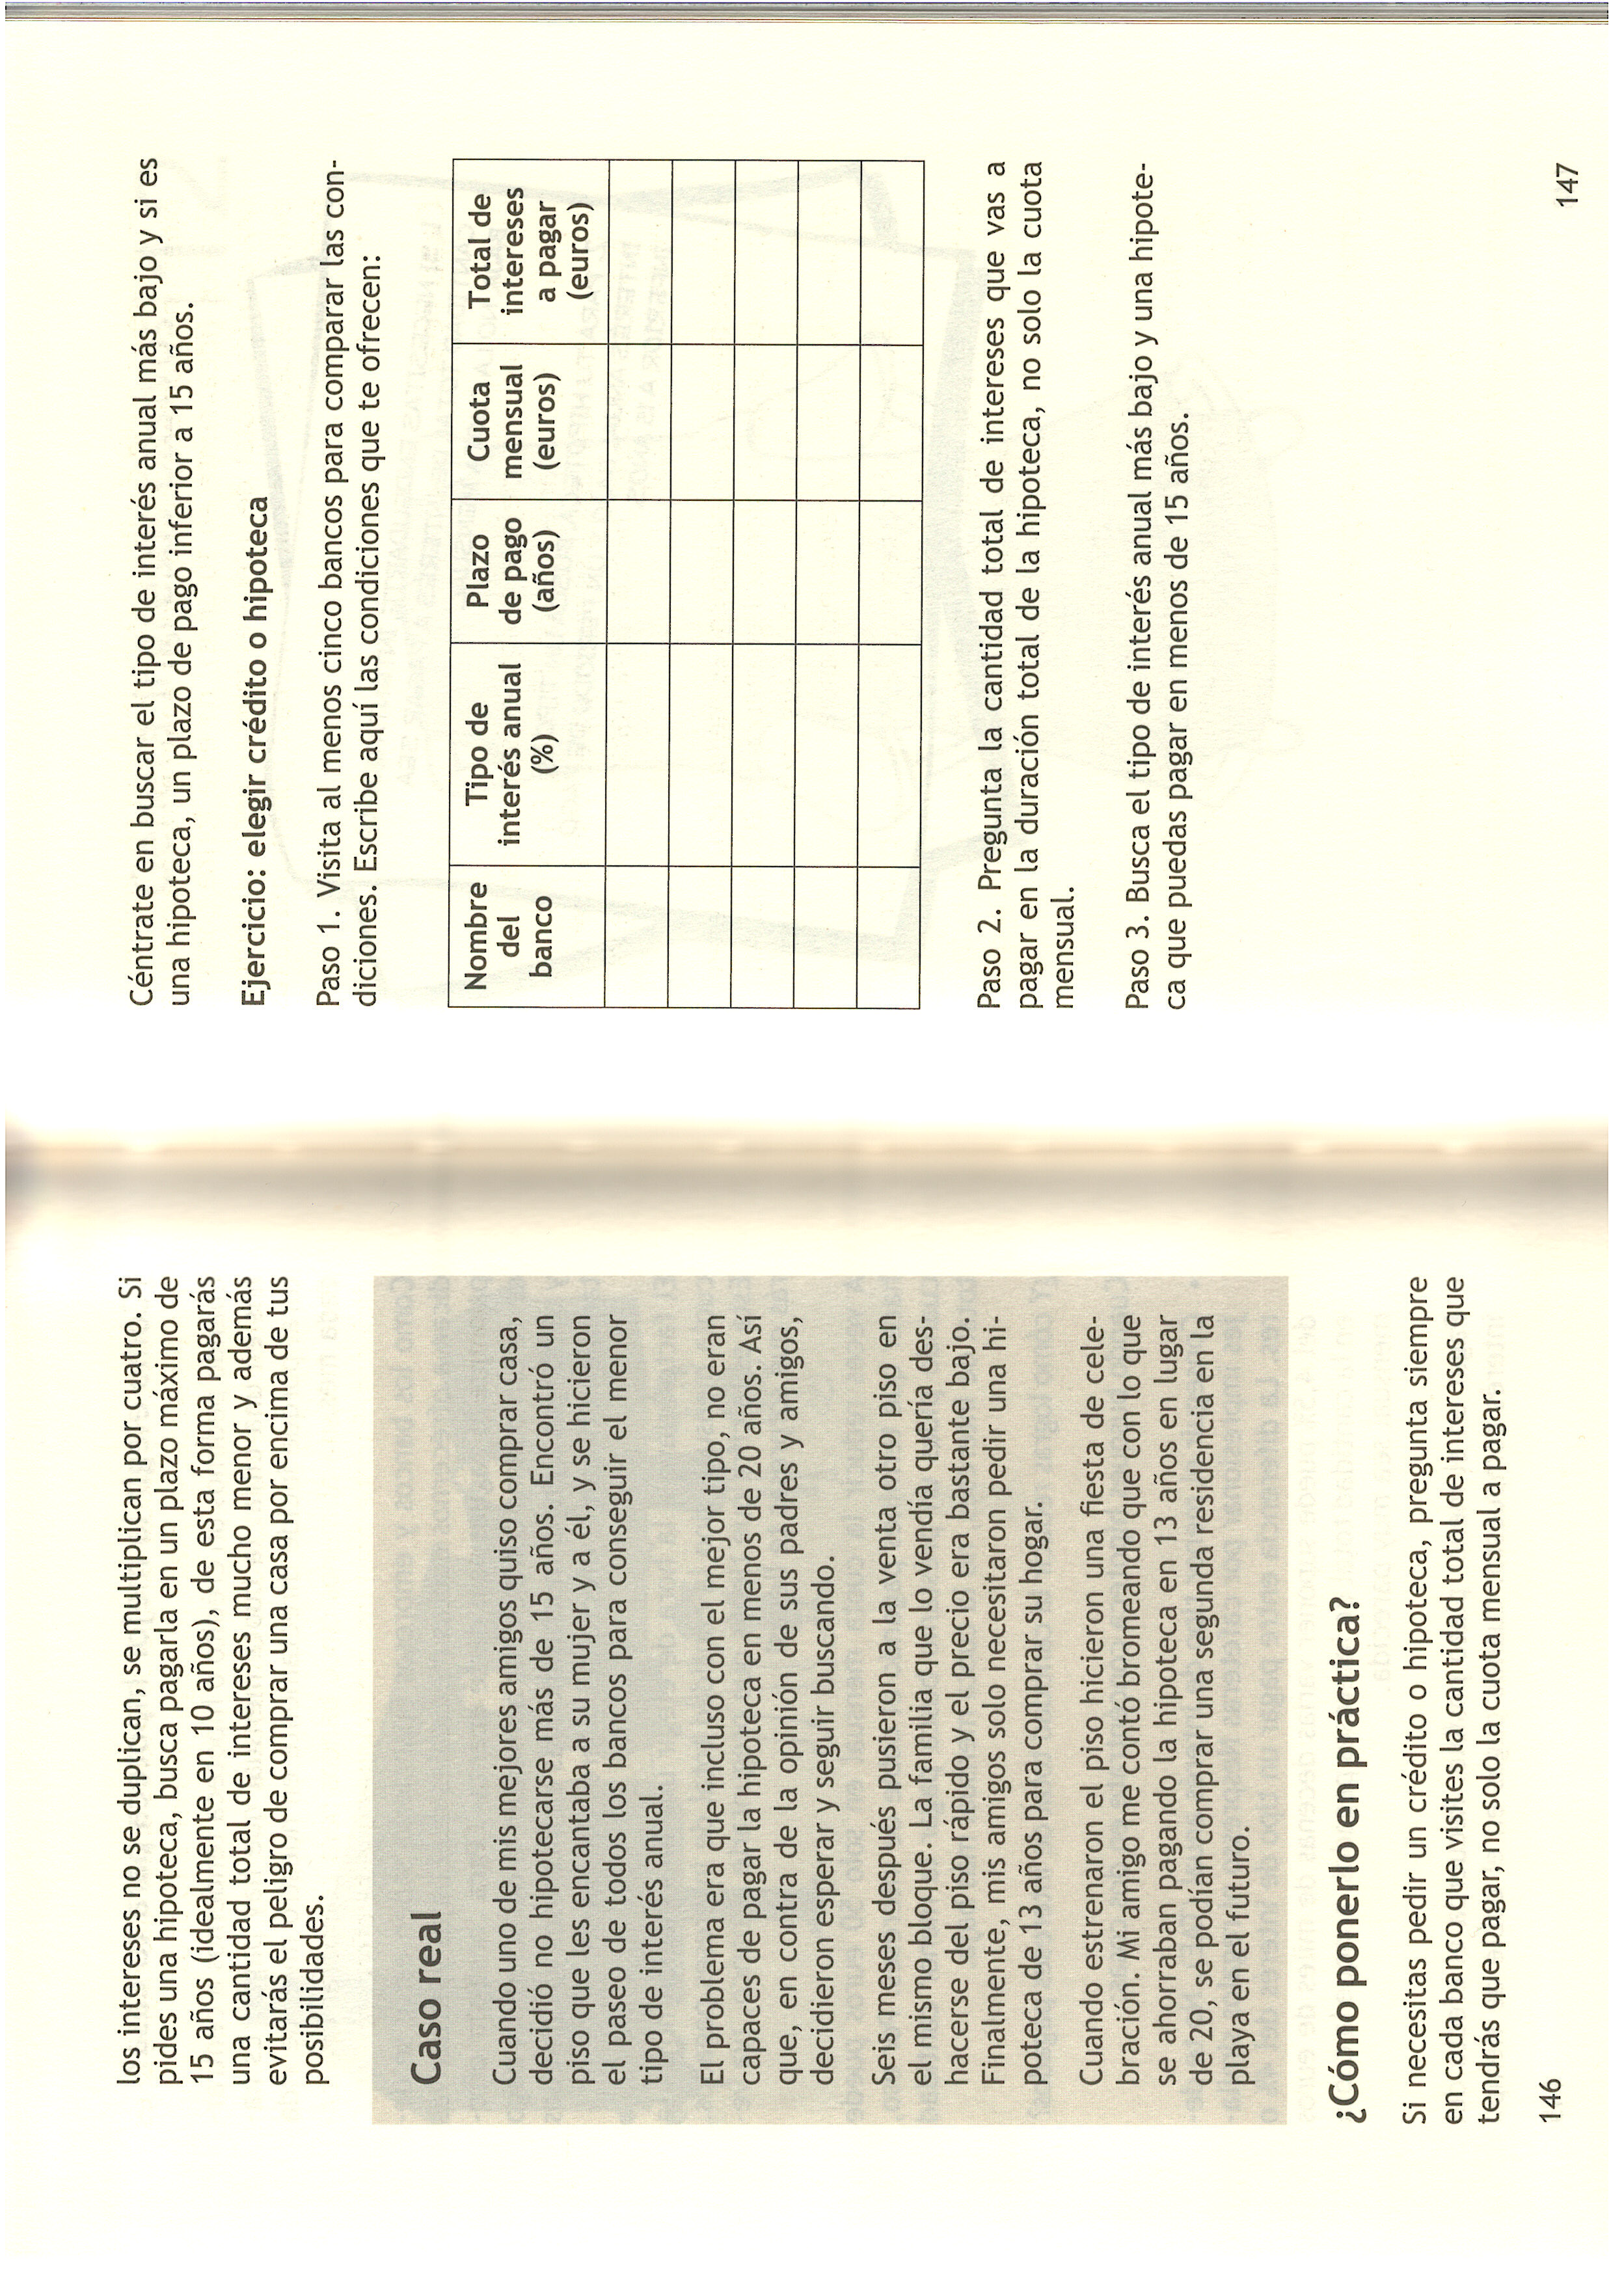 los intereses no se duplican, se multiplican por cuatro. Si
pides una hipoteca, busca pagarla en un plazo máximo de
15 años (idealmente en 10 años), de esta forma pagarás
una cantidad total de intereses mucho menor y además
evitarás el peligro de comprar una casa por encima de tus
posibilidades.
Caso real
Cuando uno de mis mejores amigos quiso comprar casa,
decidió no hipotecarse más de 15 años. Encontró un
piso que les encantaba a su mujer y a él, y se hicieron
el paseo de todos los bancos para conseguir el menor
tipo de interés anual.
El problema era que incluso con el mejor tipo, no eran
capaces de pagar la hipoteca en menos de 20 años. Así
que, en contra de la opinión de sus padres y amigos,
decidieron esperar y seguir buscando.
Seis meses después pusieron a la venta otro piso en
el mismo bloque. La familia que lo vendía quería des-
hacerse del piso rápido y el precio era bastante bajo.
Finalmente, mis amigos solo necesitaron pedir una hi-
poteca de 13 años para comprar su hogar.
Cuando estrenaron el piso hicieron una fiesta de cele-
bración. Mi amigo me contó bromeando que con lo que
se ahorraban pagando la hipoteca en 13 años en lugar
de 20, se podían comprar una segunda residencia en la
playa en el futuro.
¿Cómo ponerlo en práctica?
Si necesitas pedir un crédito o hipoteca, pregunta siempre
en cada banco que visites la cantidad total de intereses que
tendrás que pagar, no solo la cuota mensual a pagar.
146
Céntrate en buscar el tipo de interés anual más bajo y si es
una hipoteca, un plazo de pago inferior a 15 años.
Ejercicio: elegir crédito o hipoteca
Paso 1. Visita al menos cinco bancos para comparar las con-
diciones. Escribe aquí las condiciones que te ofrecen:
Nombre
del
banco
Tipo de
interés anual
(%)
Plazo
de pago
(años)
Cuota
mensual
(euros)
Total de
intereses
a pagar
(euros)
Paso 2. Pregunta la cantidad total de intereses que vas a
pagar en la duración total de la hipoteca, no solo la cuota
mensual.
Paso 3. Busca el tipo de interés anual más bajo y una hipote-
ca que puedas pagar en menos de 15 años.
147